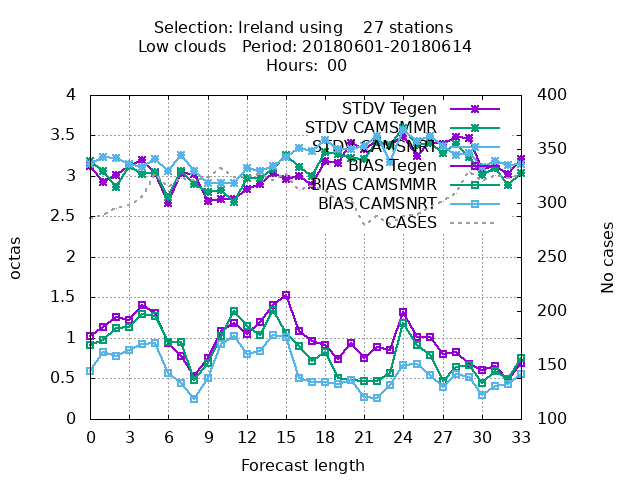 Selection: Ireland using 27 stations
Low clouds Period: 20180601-20180614
Hours: 00
4
3.5
3
2.5
2
1.5
1
0.5
0
octas
400
350
300
250
200
150
100
No cases
STDV Tegen
STDV CAMSMMR
STDV CAMSNRT
BIAS Tegen
BIAS CAMSMMR
BIAS CAMSNRT
CASES
0 3 6 9 12 15 18 21 24 27 30 33
Forecast length